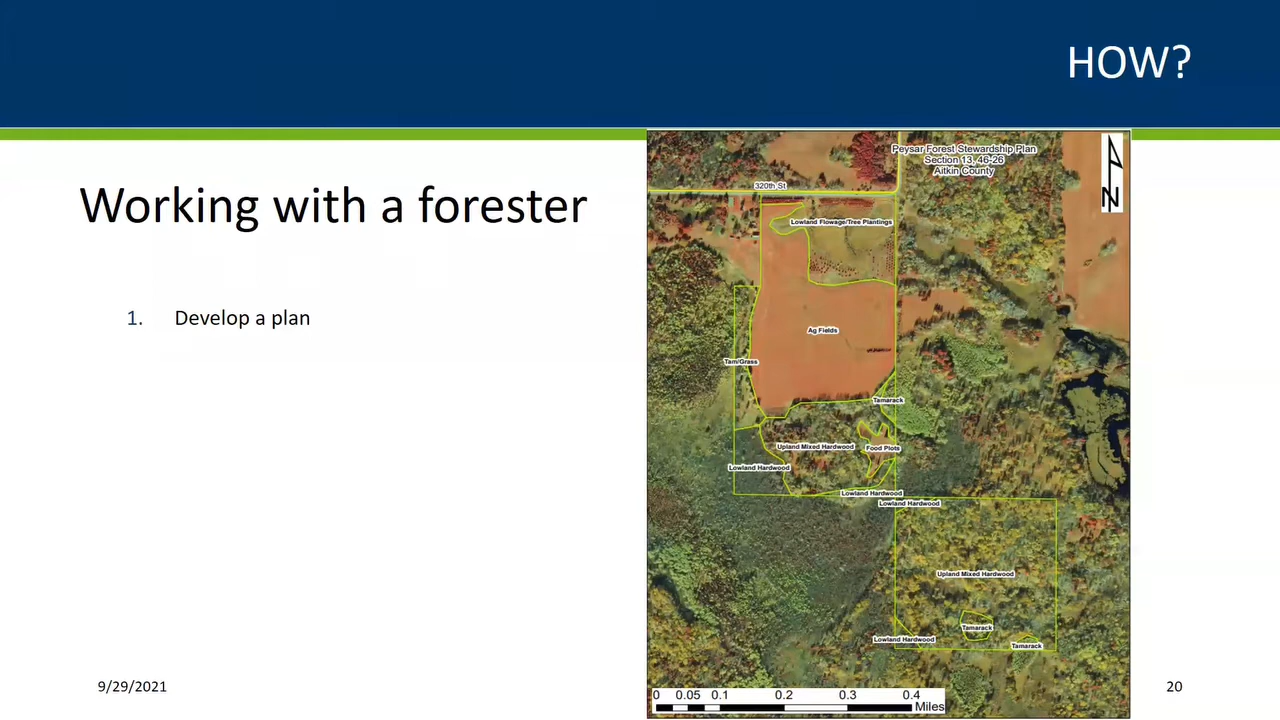 HOW?
Working with a forester
1. Develop a plan
Peysar Forest Stewardship Plan
Section 13, 46-26
Aitkin County
N
320th St
Lowland Flowage/Tree Plantings
Ag Fields
Tam/Grass
Tamarack
Upland Mixed Hardwood
Food Plots
Lowland Hardwood
Lowland Hardwood
Lowland Hardwood
Upland Mixed Hardwood
Tamarack
Lowland Hardwood
Tamarack
0 0.05 0.1 0.2 0.3 0.4
Miles
9/29/2021
20